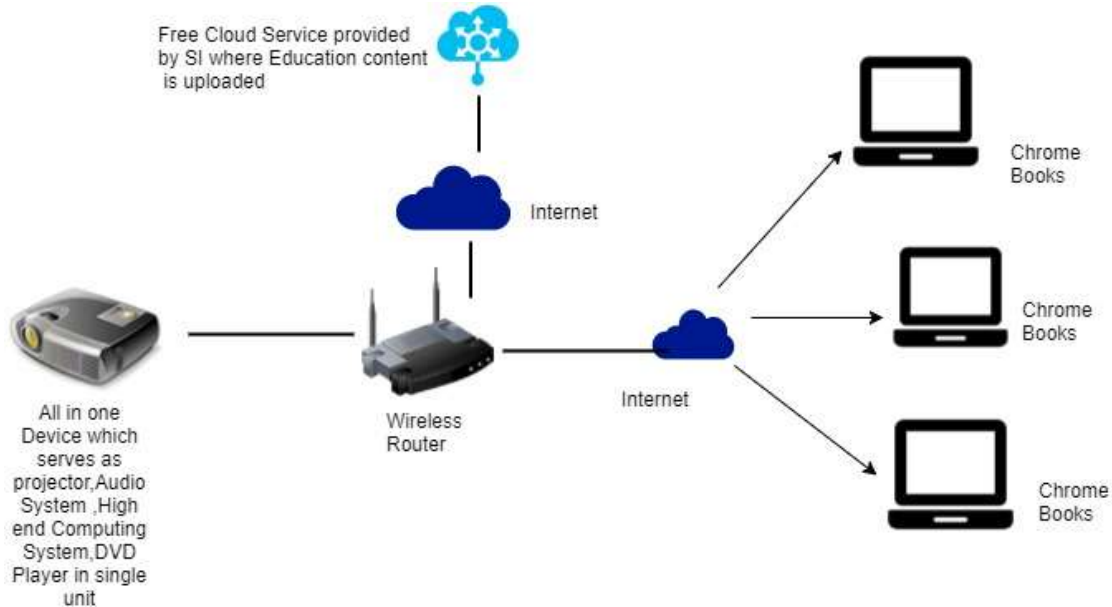 Free Cloud Service provided
by SI where Education content
is uploaded
Internet
Chrome
Books
Chrome
Books
Internet
Wireless
Router
All in one
Device which
serves as
projector,Audio
System ,High
end Computing
System,DVD
Player in single
unit
Chrome
Books